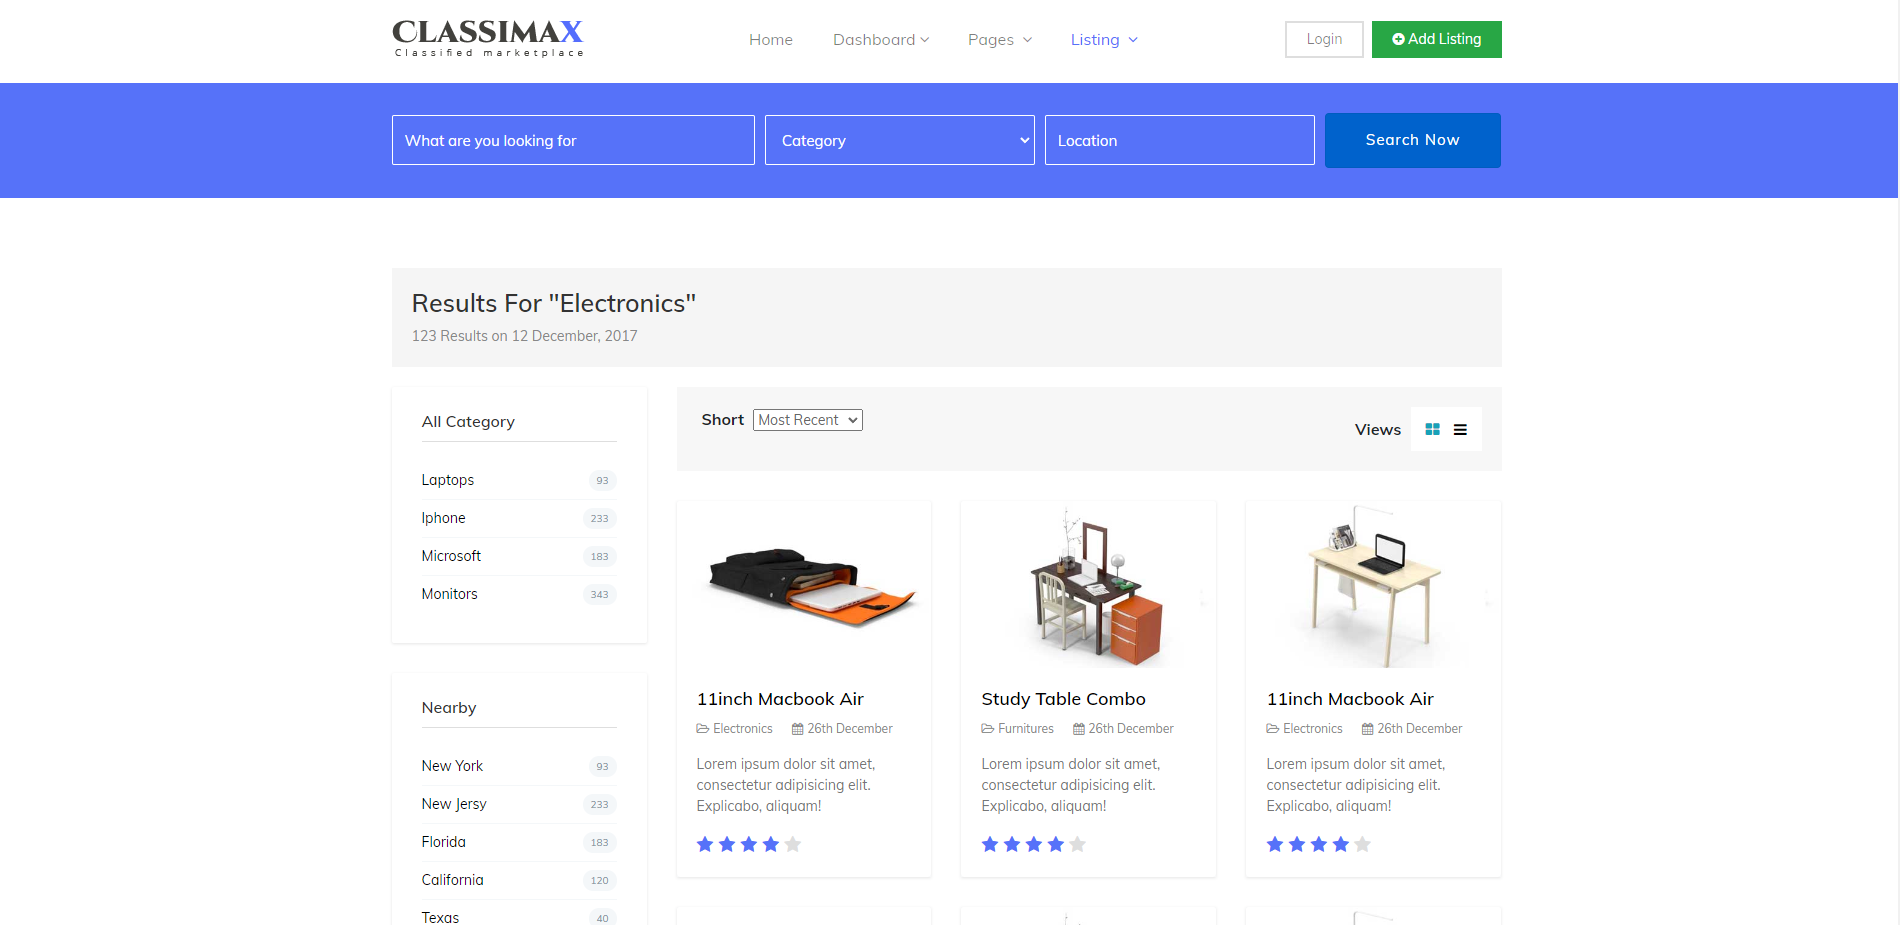 CLASSIMAX
Classified marketplace
Home
Dashboard
Pages
Listing
Login
Add Listing
What are you looking for
Category
Location
Search Now
Results For "Electronics"
123 Results on 12 December, 2017
All Category
Laptops 93
Iphone 233
Microsoft 183
Monitors 343
Nearby
New York 93
New Jersy 233
Florida 183
California 120
Texas 40
Short Most Recent
Views
11inch Macbook Air
Electronics 26th December
Lorem ipsum dolor sit amet,
consectetur adipisicing elit.
Explicabo, aliquam!
Study Table Combo
Furnitures 26th December
Lorem ipsum dolor sit amet,
consectetur adipisicing elit.
Explicabo, aliquam!
11inch Macbook Air
Electronics 26th December
Lorem ipsum dolor sit amet,
consectetur adipisicing elit.
Explicabo, aliquam!